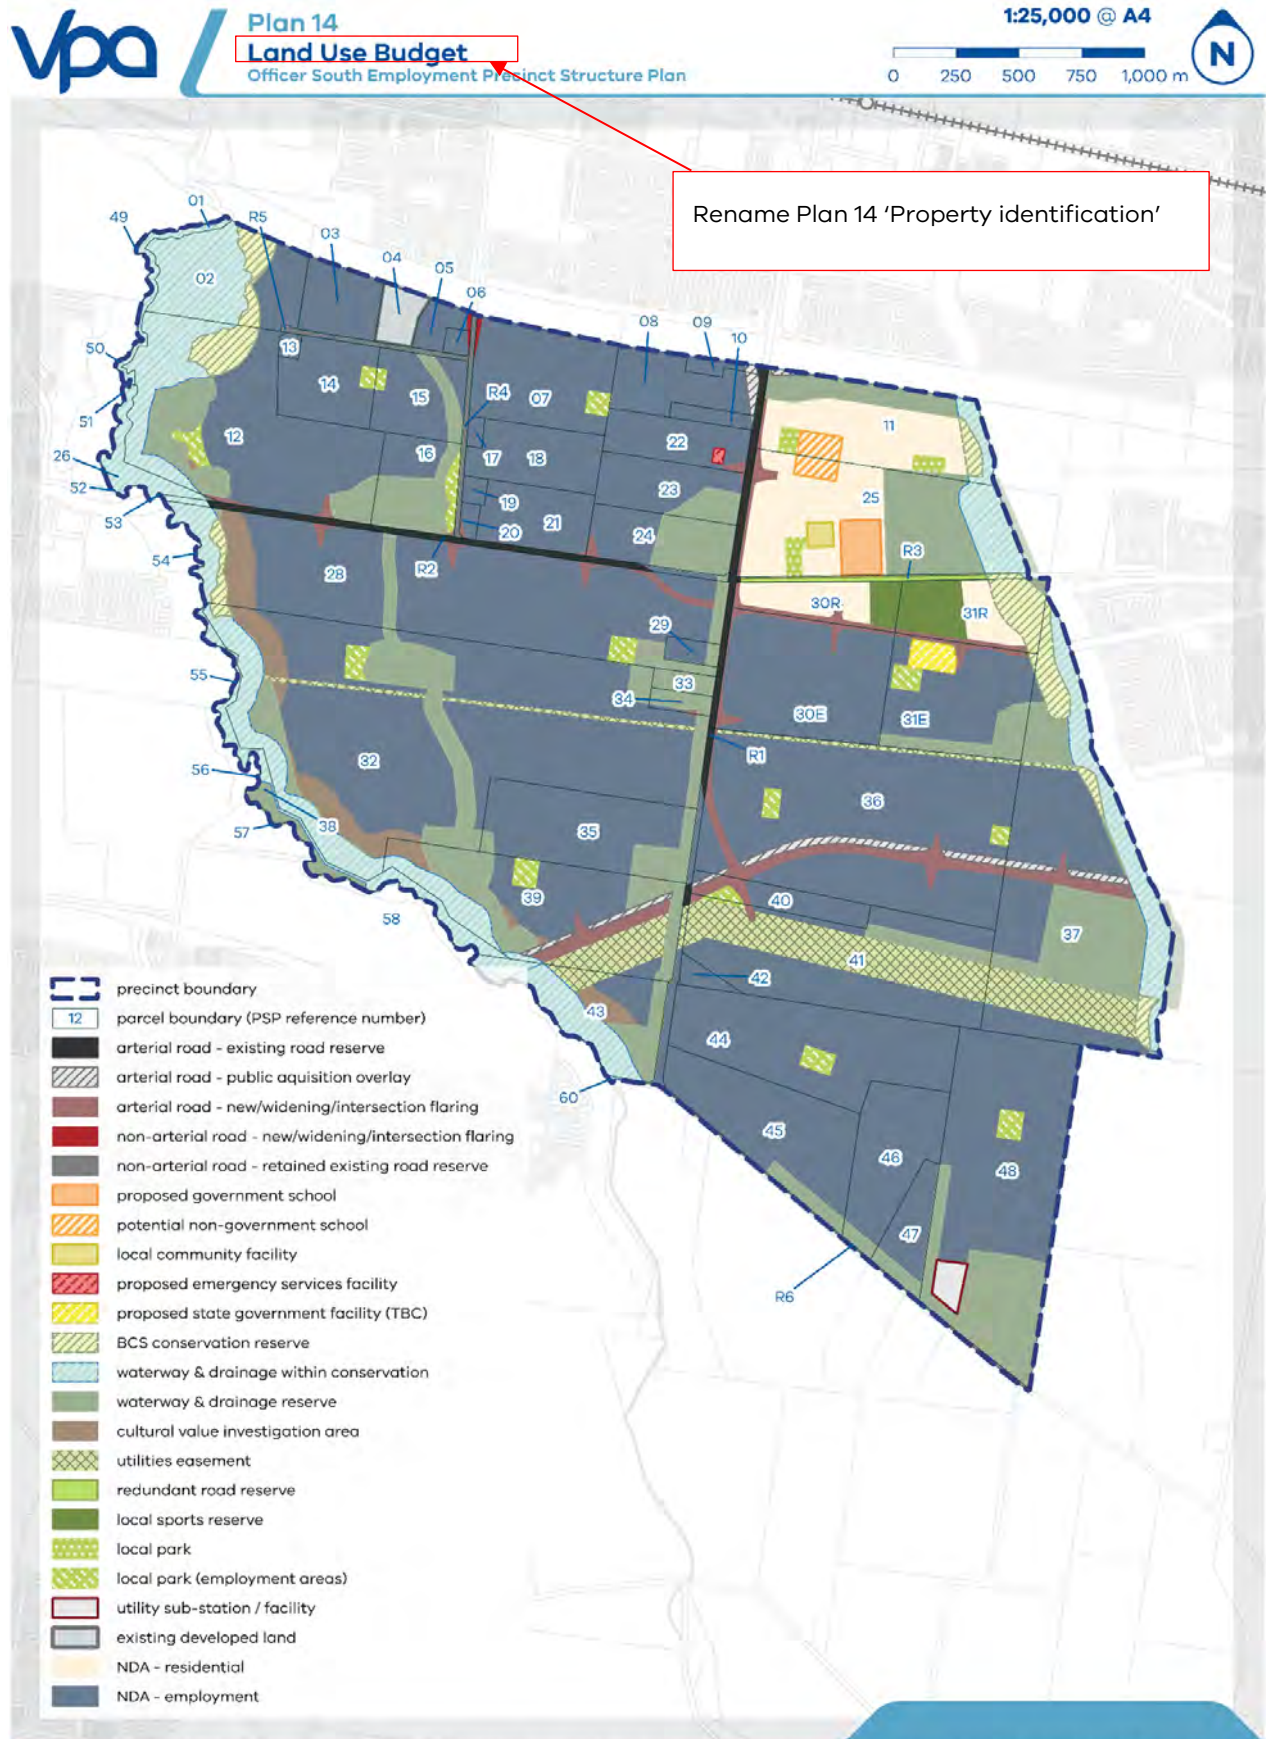 vpa
Plan 14
Land Use Budget
Officer South Employment Precinct Structure Plan
1:25,000 @ A4
0 250 500 750 1,000 m
N
Rename Plan 14 ‘Property identification’
01
49
R5
03
02
04
05
06
08
09
10
50
13
14
15
R4
07
51
11
12
22
26
16
17
18
52
25
23
19
53
20
21
24
54
R2
R3
28
30R
31R
29
55
33
34
30E
31E
R1
56
32
36
57
38
35
39
40
58
37
41
42
43
44
60
45
46
48
47
R6
precinct boundary
12 parcel boundary (PSP reference number)
arterial road - existing road reserve
arterial road - public aquisition overlay
arterial road - new/widening/intersection flaring
non-arterial road - new/widening/intersection flaring
non-arterial road - retained existing road reserve
proposed government school
potential non-government school
local community facility
proposed emergency services facility
proposed state government facility (TBC)
BCS conservation reserve
waterway & drainage within conservation
waterway & drainage reserve
cultural value investigation area
utilities easement
redundant road reserve
local sports reserve
local park
local park (employment areas)
utility sub-station / facility
existing developed land
NDA - residential
NDA - employment